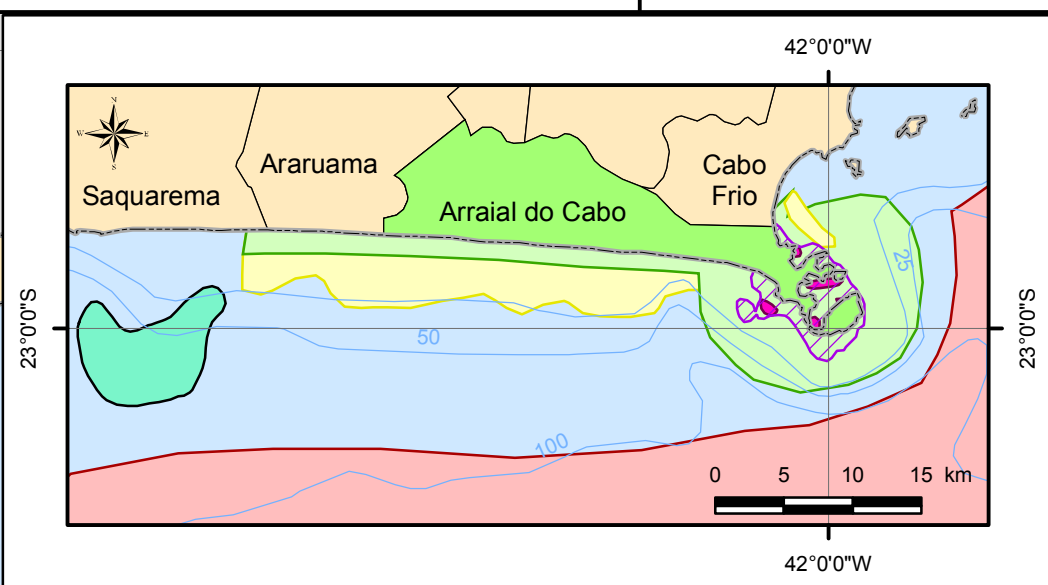 42°0'0"W
N
W E
S
Saquarema
Araruama
Arraial do Cabo
Cabo
Frio
25
23°0'0"S
23°0'0"S
50
100
0 5 10 15 km
42°0'0"W